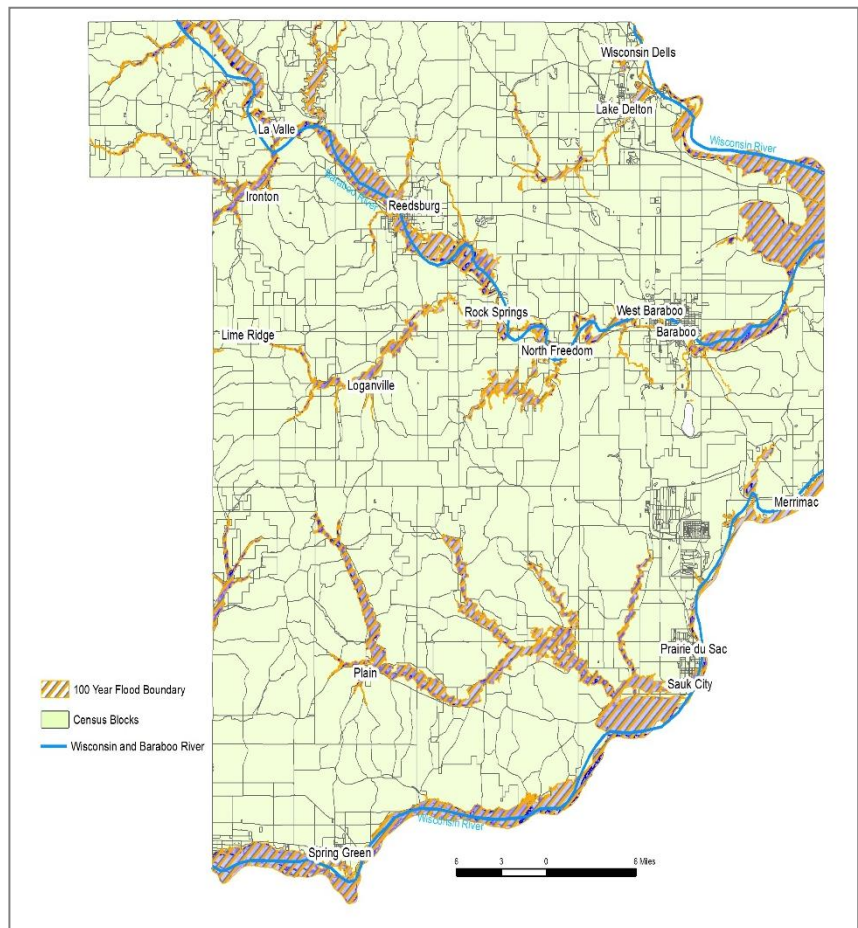 Wisconsin Dells
Lake Delton
Wisconsin River
La Valle
Baraboo River
Ironton
Reedsburg
Rock Springs
West Baraboo
Baraboo
Lime Ridge
North Freedom
Loganville
Merrimac
Prairie du Sac
Plain
Sauk City
100 Year Flood Boundary
Census Blocks
Wisconsin and Baraboo River
Wisconsin River
Spring Green
6 3 0 6 Miles